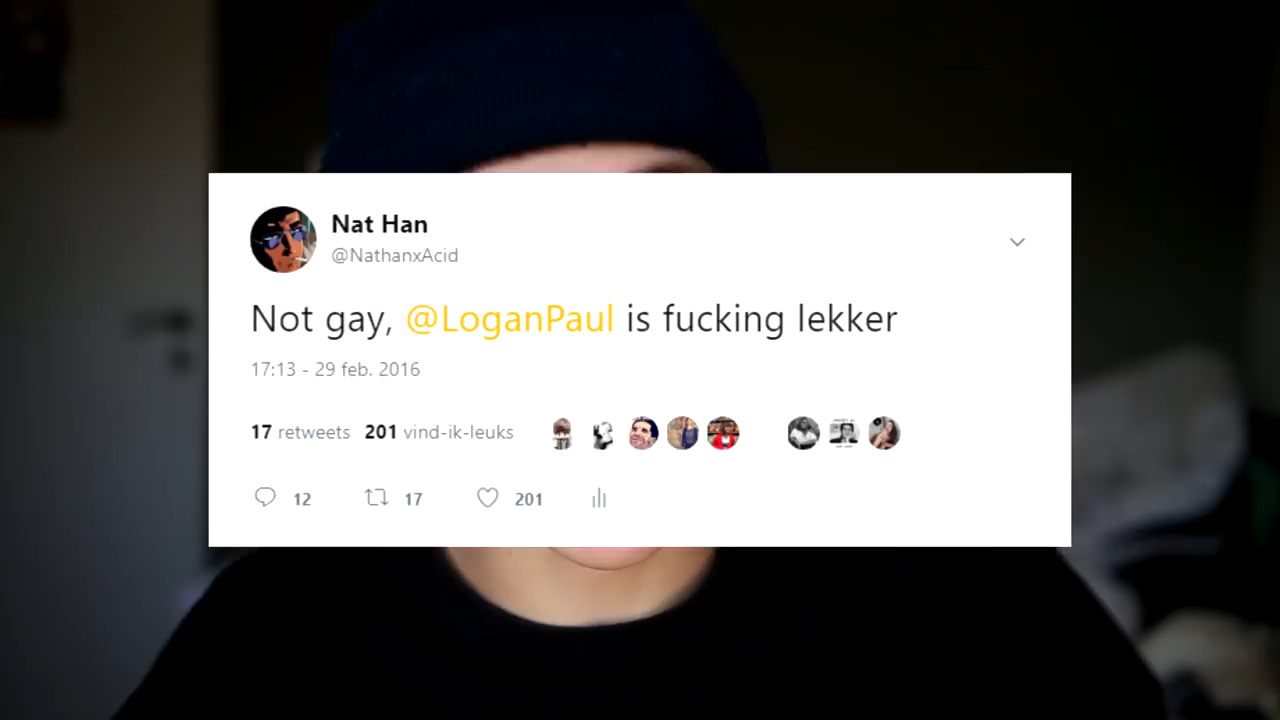 Nat Han
@NathanxAcid
Not gay, @LoganPaul is fucking lekker
17:13 - 29 feb. 2016
17 retweets 201 vind-ik-leuks
12 17 201